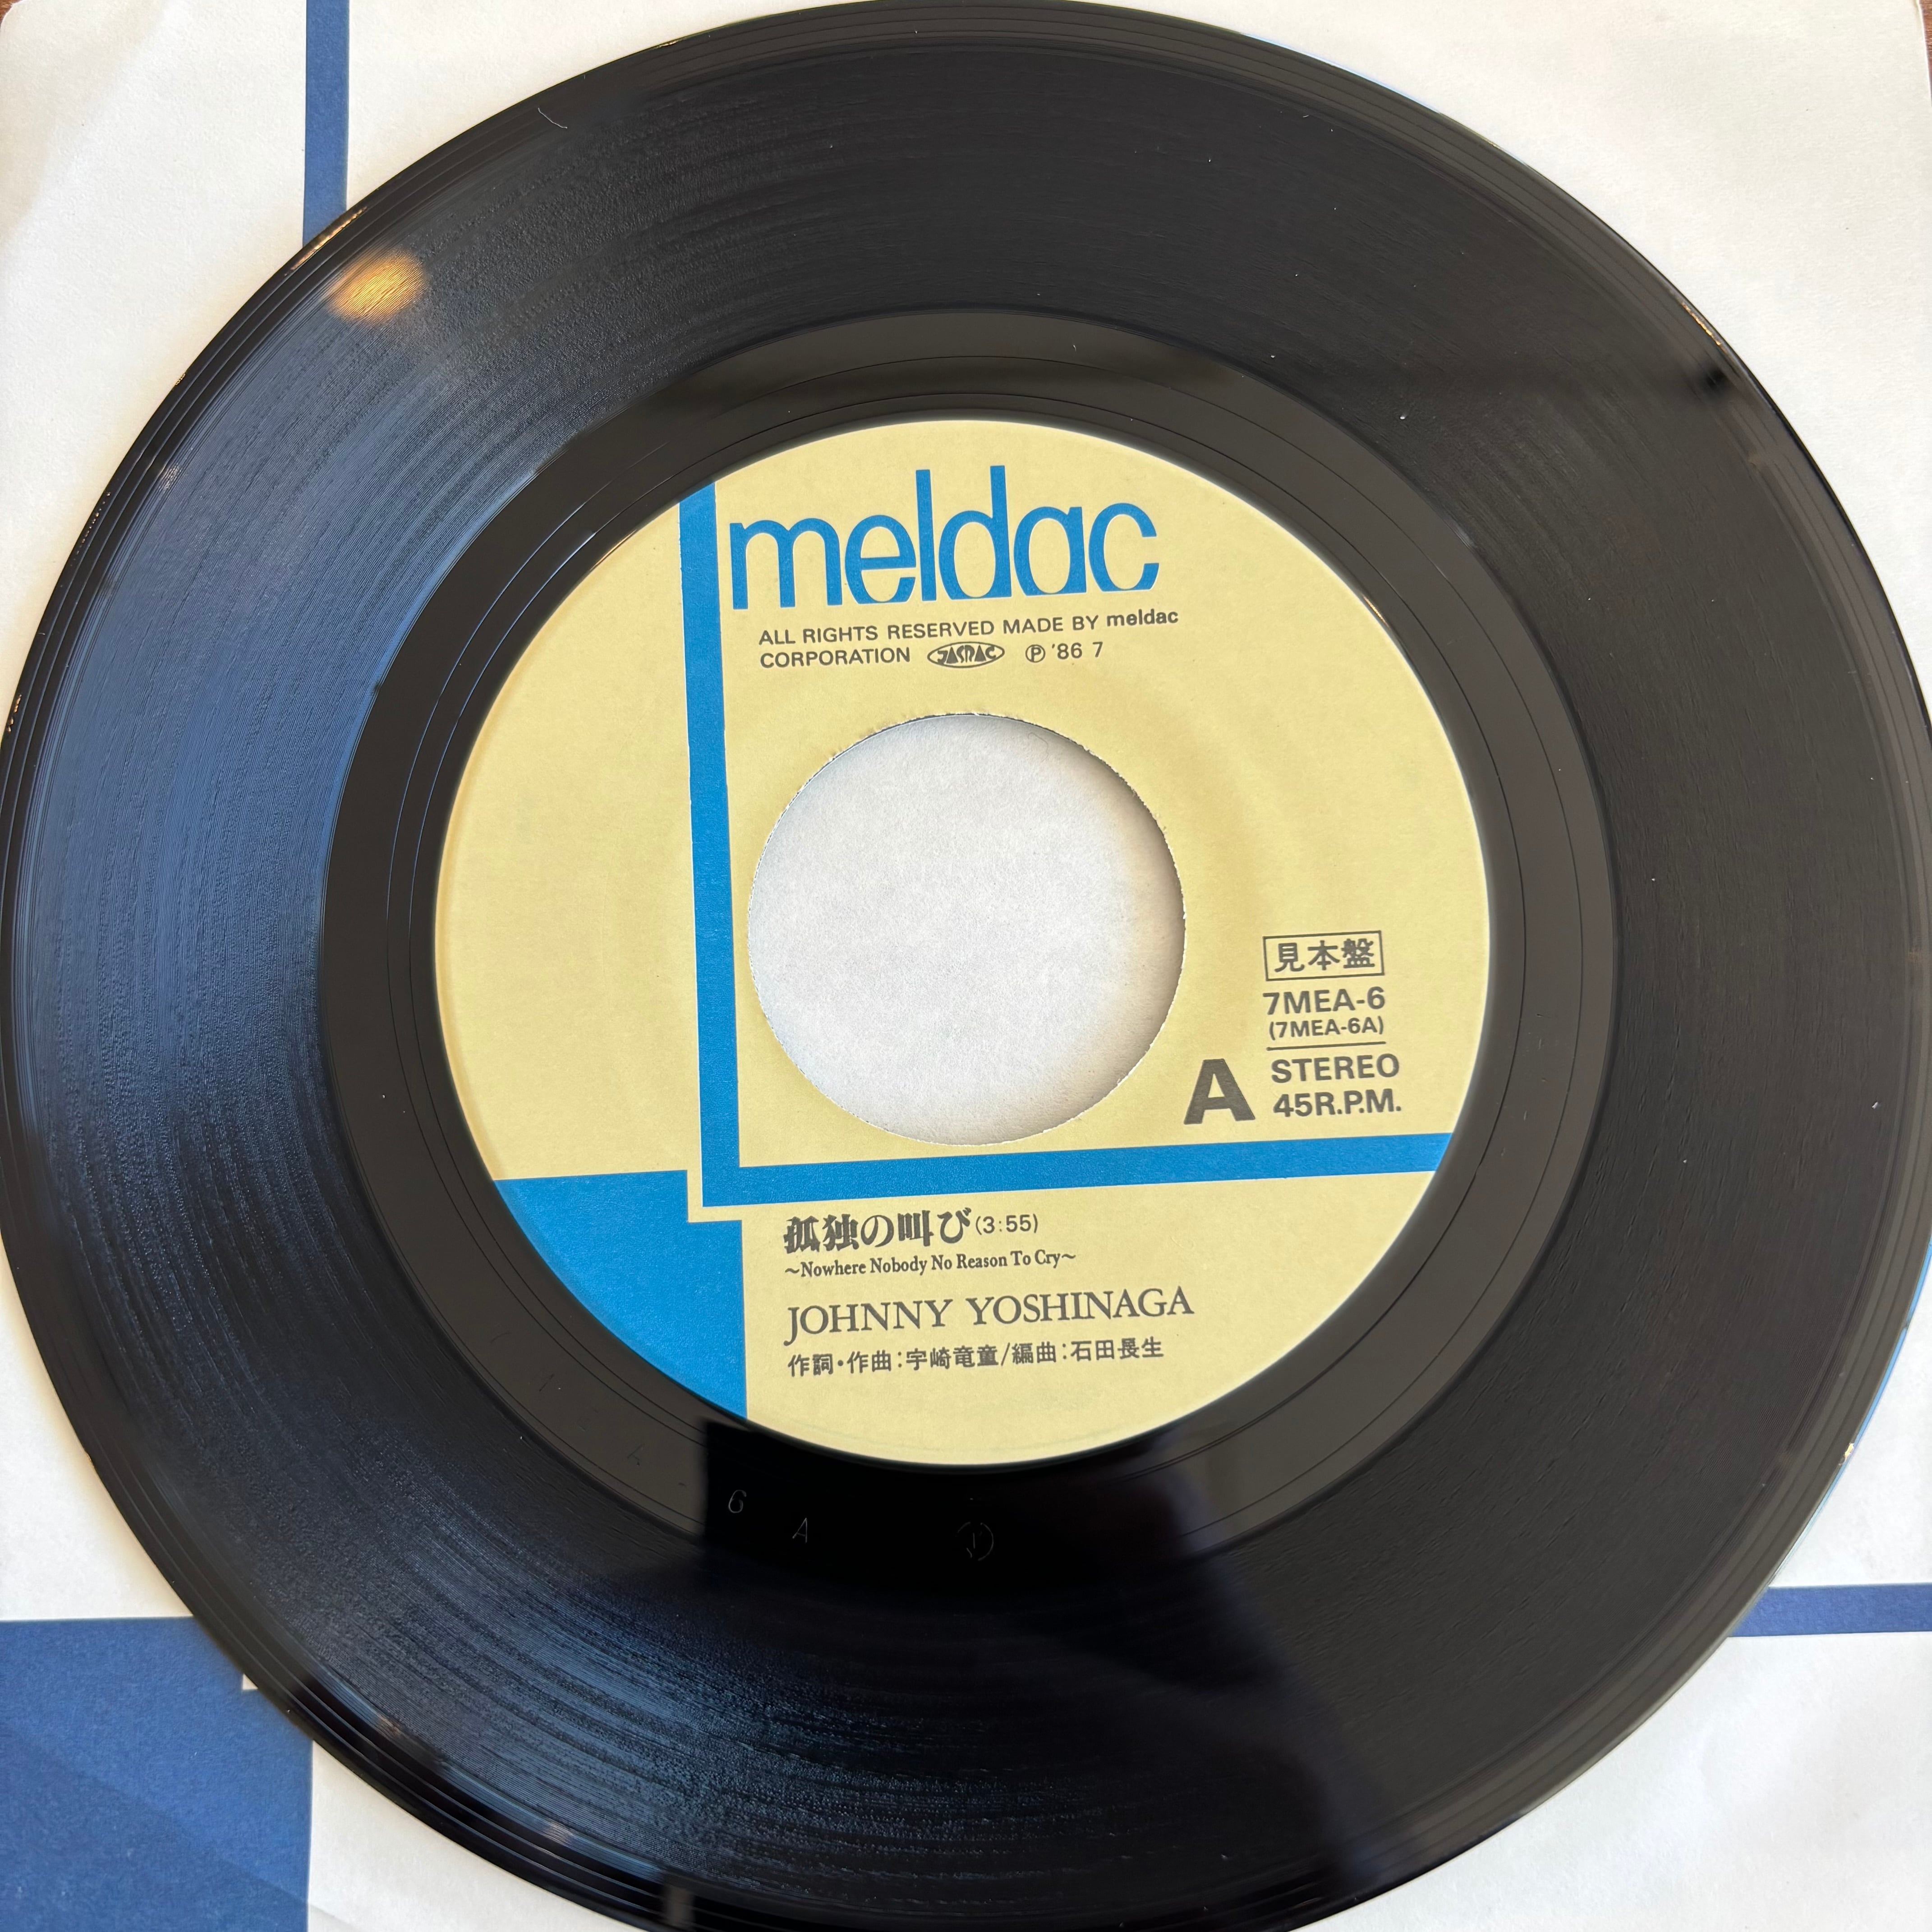 meldac
ALL RIGHTS RESERVED MADE BY meldac
CORPORATION JASRAC Ⓟ '86 7
見本盤
7MEA-6
(7MEA-6A)
A
STEREO
45R.P.M.
孤独の叫び(3:55)
~Nowhere Nobody No Reason To Cry~
JOHNNY YOSHINAGA
作詞・作曲:宇崎竜童/編曲:石田長生
G A